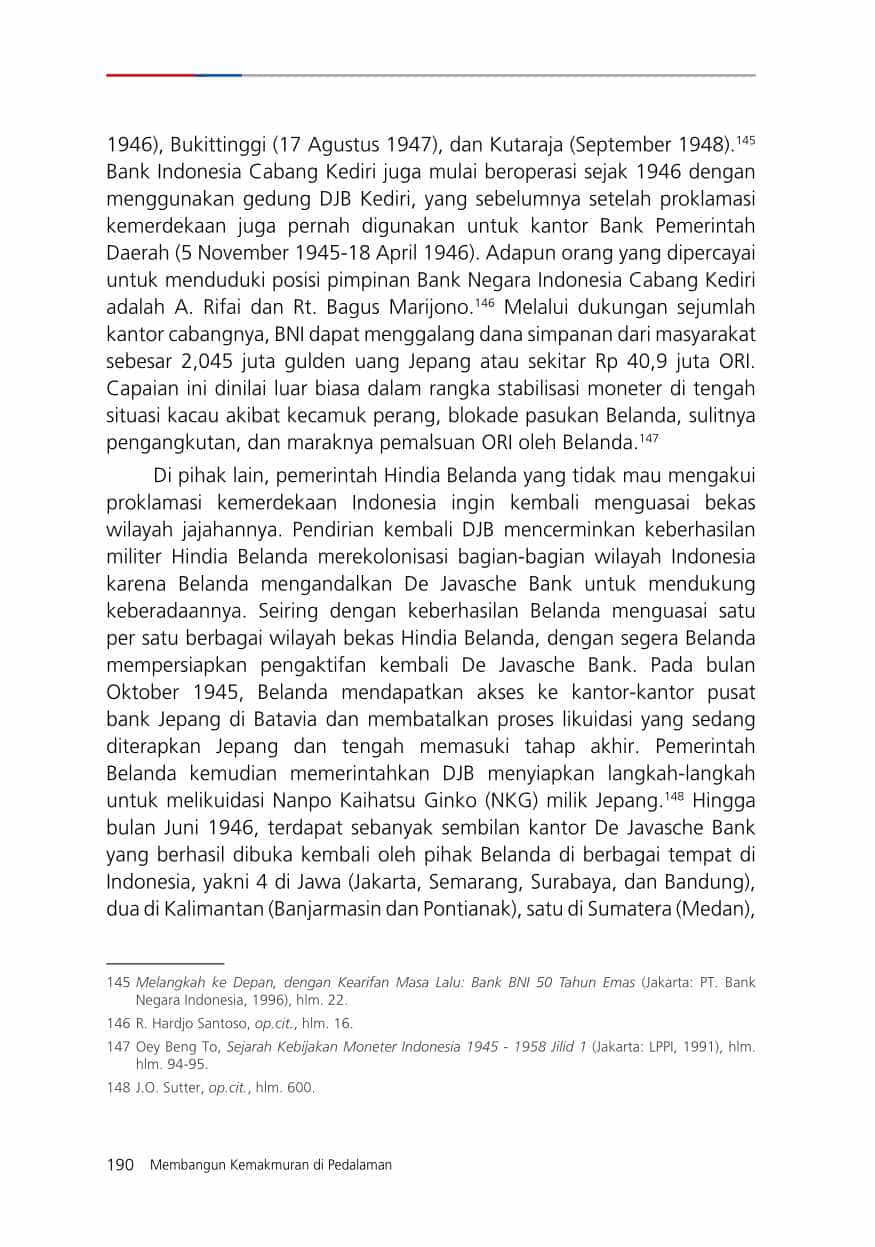 1946), Bukittinggi (17 Agustus 1947), dan Kutaraja (September 1948).145
Bank Indonesia Cabang Kediri juga mulai beroperasi sejak 1946 dengan
menggunakan gedung DJB Kediri, yang sebelumnya setelah proklamasi
kemerdekaan juga pernah digunakan untuk kantor Bank Pemerintah
Daerah (5 November 1945-18 April 1946). Adapun orang yang dipercayai
untuk menduduki posisi pimpinan Bank Negara Indonesia Cabang Kediri
adalah A. Rifai dan Rt. Bagus Marijono.146 Melalui dukungan sejumlah
kantor cabangnya, BNI dapat menggalang dana simpanan dari masyarakat
sebesar 2,045 juta gulden uang Jepang atau sekitar Rp 40,9 juta ORI.
Capaian ini dinilai luar biasa dalam rangka stabilisasi moneter di tengah
situasi kacau akibat kecamuk perang, blokade pasukan Belanda, sulitnya
pengangkutan, dan maraknya pemalsuan ORI oleh Belanda.147
Di pihak lain, pemerintah Hindia Belanda yang tidak mau mengakui
proklamasi kemerdekaan Indonesia ingin kembali menguasai bekas
wilayah jajahannya. Pendirian kembali DJB mencerminkan keberhasilan
militer Hindia Belanda merekolonisasi bagian-bagian wilayah Indonesia
karena Belanda mengandalkan De Javasche Bank untuk mendukung
keberadaannya. Seiring dengan keberhasilan Belanda menguasai satu
per satu berbagai wilayah bekas Hindia Belanda, dengan segera Belanda
mempersiapkan pengaktifan kembali De Javasche Bank. Pada bulan
Oktober 1945, Belanda mendapatkan akses ke kantor-kantor pusat
bank Jepang di Batavia dan membatalkan proses likuidasi yang sedang
diterapkan Jepang dan tengah memasuki tahap akhir. Pemerintah
Belanda kemudian memerintahkan DJB menyiapkan langkah-langkah
untuk melikuidasi Nanpo Kaihatsu Ginko (NKG) milik Jepang.148 Hingga
bulan Juni 1946, terdapat sebanyak sembilan kantor De Javasche Bank
yang berhasil dibuka kembali oleh pihak Belanda di berbagai tempat di
Indonesia, yakni 4 di Jawa (Jakarta, Semarang, Surabaya, dan Bandung),
dua di Kalimantan (Banjarmasin dan Pontianak), satu di Sumatera (Medan),
145 Melangkah ke Depan, dengan Kearifan Masa Lalu: Bank BNI 50 Tahun Emas (Jakarta: PT. Bank
Negara Indonesia, 1996), hlm. 22.
146 R. Hardjo Santoso, op.cit., hlm. 16.
147 Oey Beng To, Sejarah Kebijakan Moneter Indonesia 1945 - 1958 Jilid 1 (Jakarta: LPPI, 1991), hlm.
hlm. 94-95.
148 J.O. Sutter, op.cit., hlm. 600.
190 Membangun Kemakmuran di Pedalaman